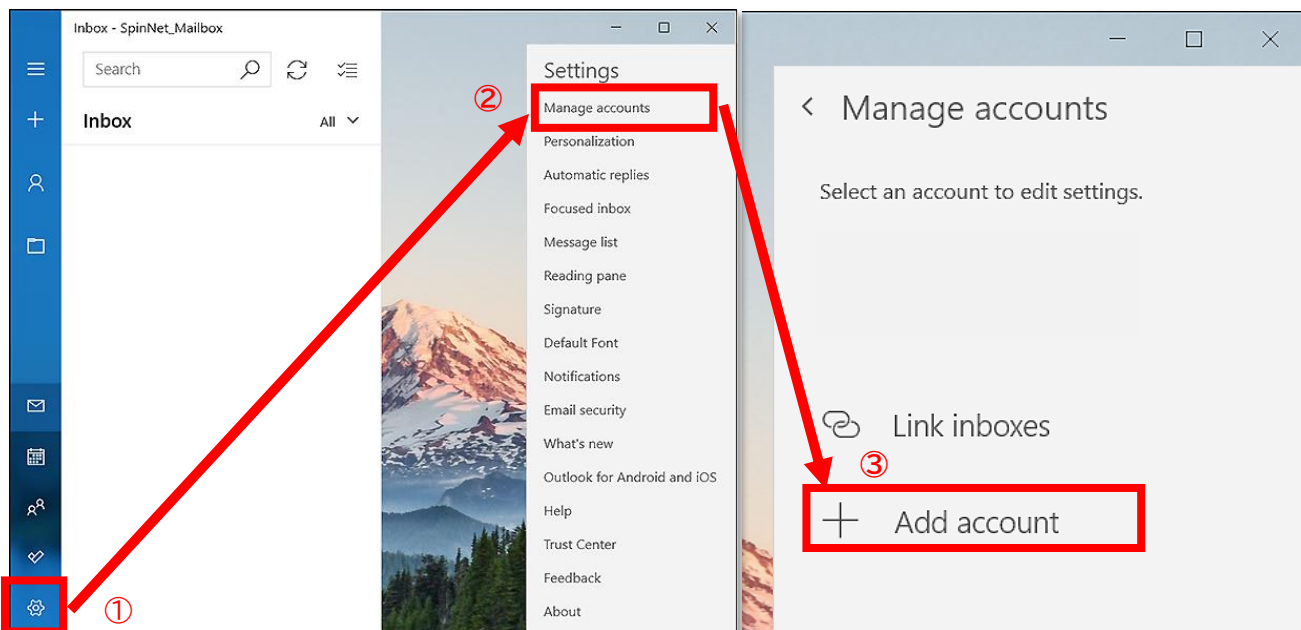 Inbox - SpinNet_Mailbox
Search
Inbox
All
①
②
Settings
Manage accounts
Personalization
Automatic replies
Focused inbox
Message list
Reading pane
Signature
Default Font
Notifications
Email security
What's new
Outlook for Android and iOS
Help
Trust Center
Feedback
About
Manage accounts
Select an account to edit settings.
Link inboxes
③
Add account